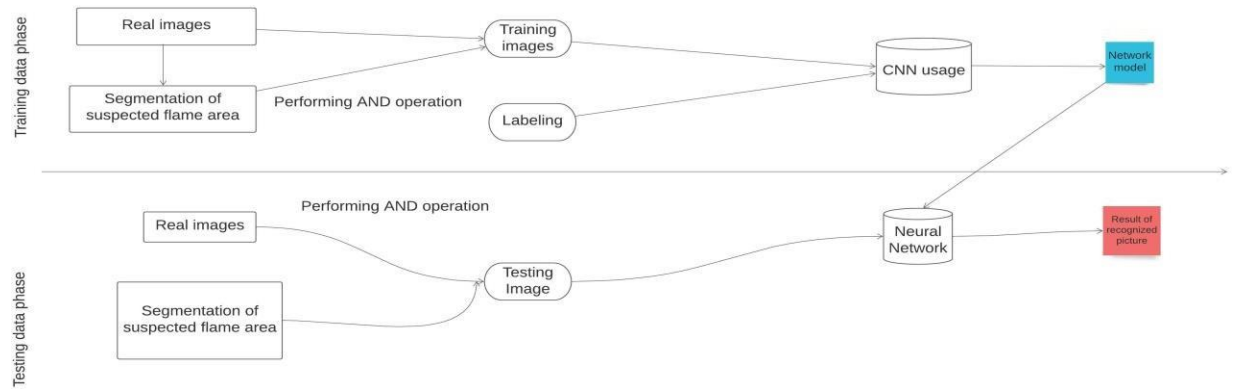 Training data phase
Real images
Segmentation of
suspected flame area
Performing AND operation
Training
images
Labeling
CNN usage
Network
model
Testing data phase
Performing AND operation
Real images
Segmentation of
suspected flame area
Testing
Image
Neural
Network
Result of
recognized
picture